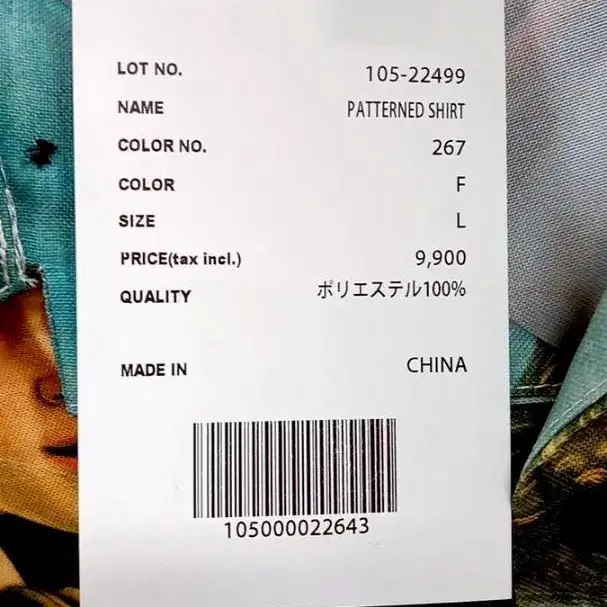 LOT NO. 105-22499
NAME PATTERNED SHIRT
COLOR NO. 267
COLOR F
SIZE L
PRICE(tax incl.) 9,900
QUALITY ポリエステル100%
MADE IN CHINA
105000022643